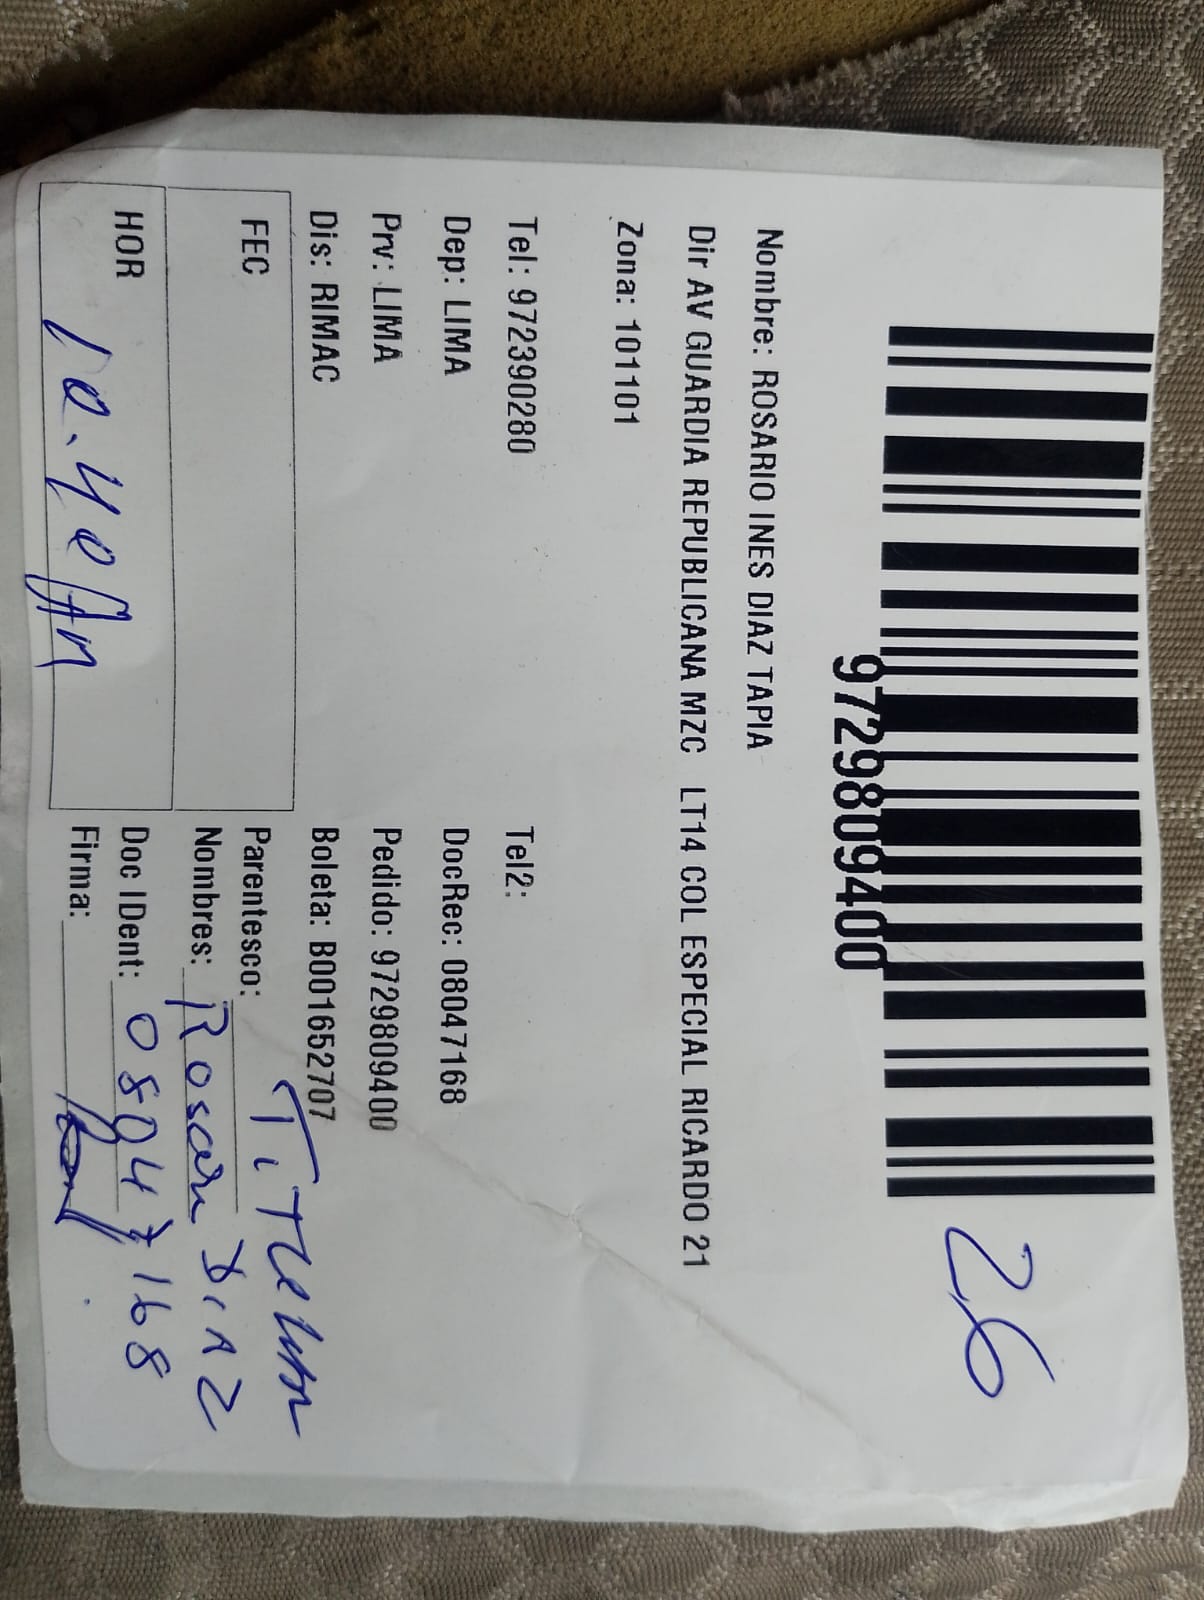 26
9729809400
Nombre: ROSARIO INES DIAZ TAPIA
Dir AV GUARDIA REPUBLICANA MZC LT14 COL ESPECIAL RICARDO 21
Zona: 101101
Tel: 972390280 Tel2:
Dep: LIMA DocRec: 08047168
Prv: LIMA Pedido: 9729809400
Dis: RIMAC Boleta: B001652707
FEC Parentesco: Titular
Nombres: Rosario DIAZ
HOR 10.40 AM Doc IDent: 08047168
Firma: